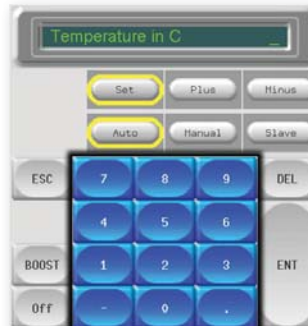 Temperature in C _
Set Plus Minus
Auto Manual Slave
ESC 7 8 9 DEL
4 5 6
BOOST 1 2 3 ENT
Off - 0 .